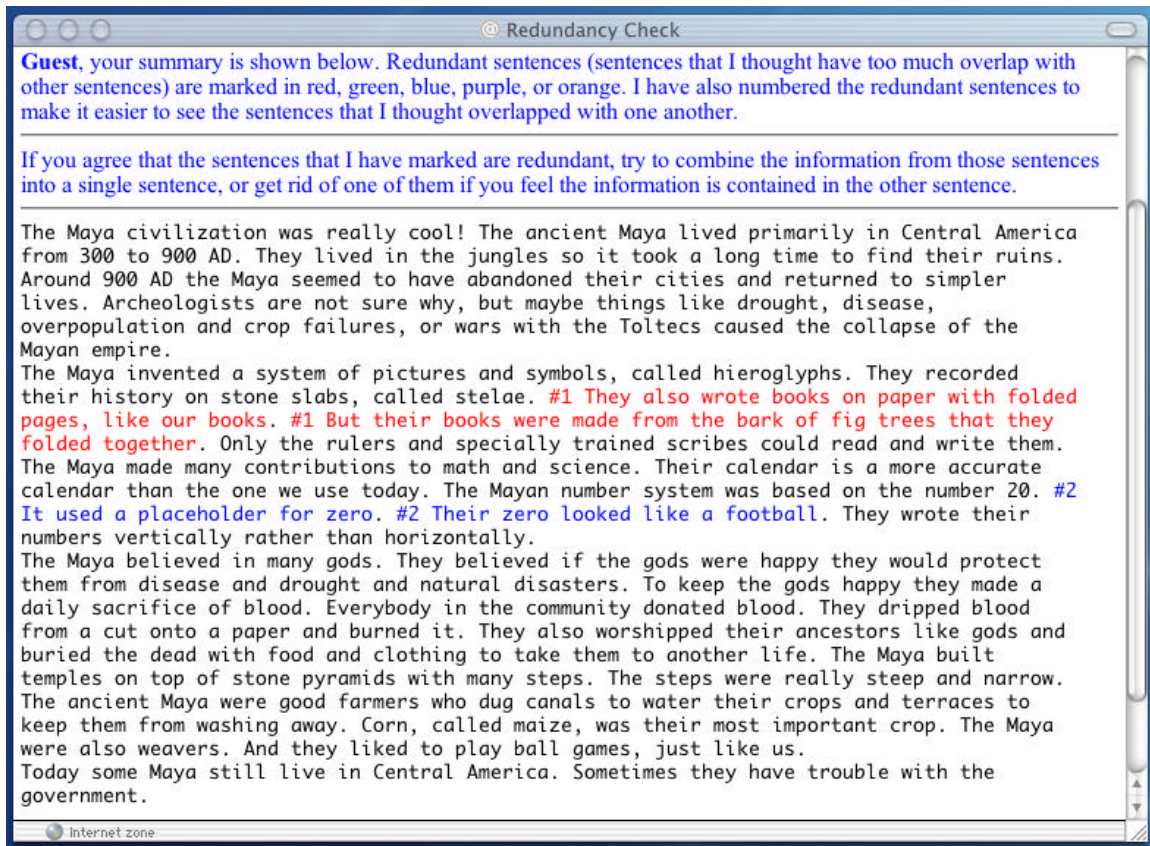 @ Redundancy Check
Guest, your summary is shown below. Redundant sentences (sentences that I thought have too much overlap with
other sentences) are marked in red, green, blue, purple, or orange. I have also numbered the redundant sentences to
make it easier to see the sentences that I thought overlapped with one another.
If you agree that the sentences that I have marked are redundant, try to combine the information from those sentences
into a single sentence, or get rid of one of them if you feel the information is contained in the other sentence.
The Maya civilization was really cool! The ancient Maya lived primarily in Central America
from 300 to 900 AD. They lived in the jungles so it took a long time to find their ruins.
Around 900 AD the Maya seemed to have abandoned their cities and returned to simpler
lives. Archeologists are not sure why, but maybe things like drought, disease,
overpopulation and crop failures, or wars with the Toltecs caused the collapse of the
Mayan empire.
The Maya invented a system of pictures and symbols, called hieroglyphs. They recorded
their history on stone slabs, called stelae. #1 They also wrote books on paper with folded
pages, like our books. #1 But their books were made from the bark of fig trees that they
folded together. Only the rulers and specially trained scribes could read and write them.
The Maya made many contributions to math and science. Their calendar is a more accurate
calendar than the one we use today. The Mayan number system was based on the number 20. #2
It used a placeholder for zero. #2 Their zero looked like a football. They wrote their
numbers vertically rather than horizontally.
The Maya believed in many gods. They believed if the gods were happy they would protect
them from disease and drought and natural disasters. To keep the gods happy they made a
daily sacrifice of blood. Everybody in the community donated blood. They dripped blood
from a cut onto a paper and burned it. They also worshipped their ancestors like gods and
buried the dead with food and clothing to take them to another life. The Maya built
temples on top of stone pyramids with many steps. The steps were really steep and narrow.
The ancient Maya were good farmers who dug canals to water their crops and terraces to
keep them from washing away. Corn, called maize, was their most important crop. The Maya
were also weavers. And they liked to play ball games, just like us.
Today some Maya still live in Central America. Sometimes they have trouble with the
government.
Internet zone